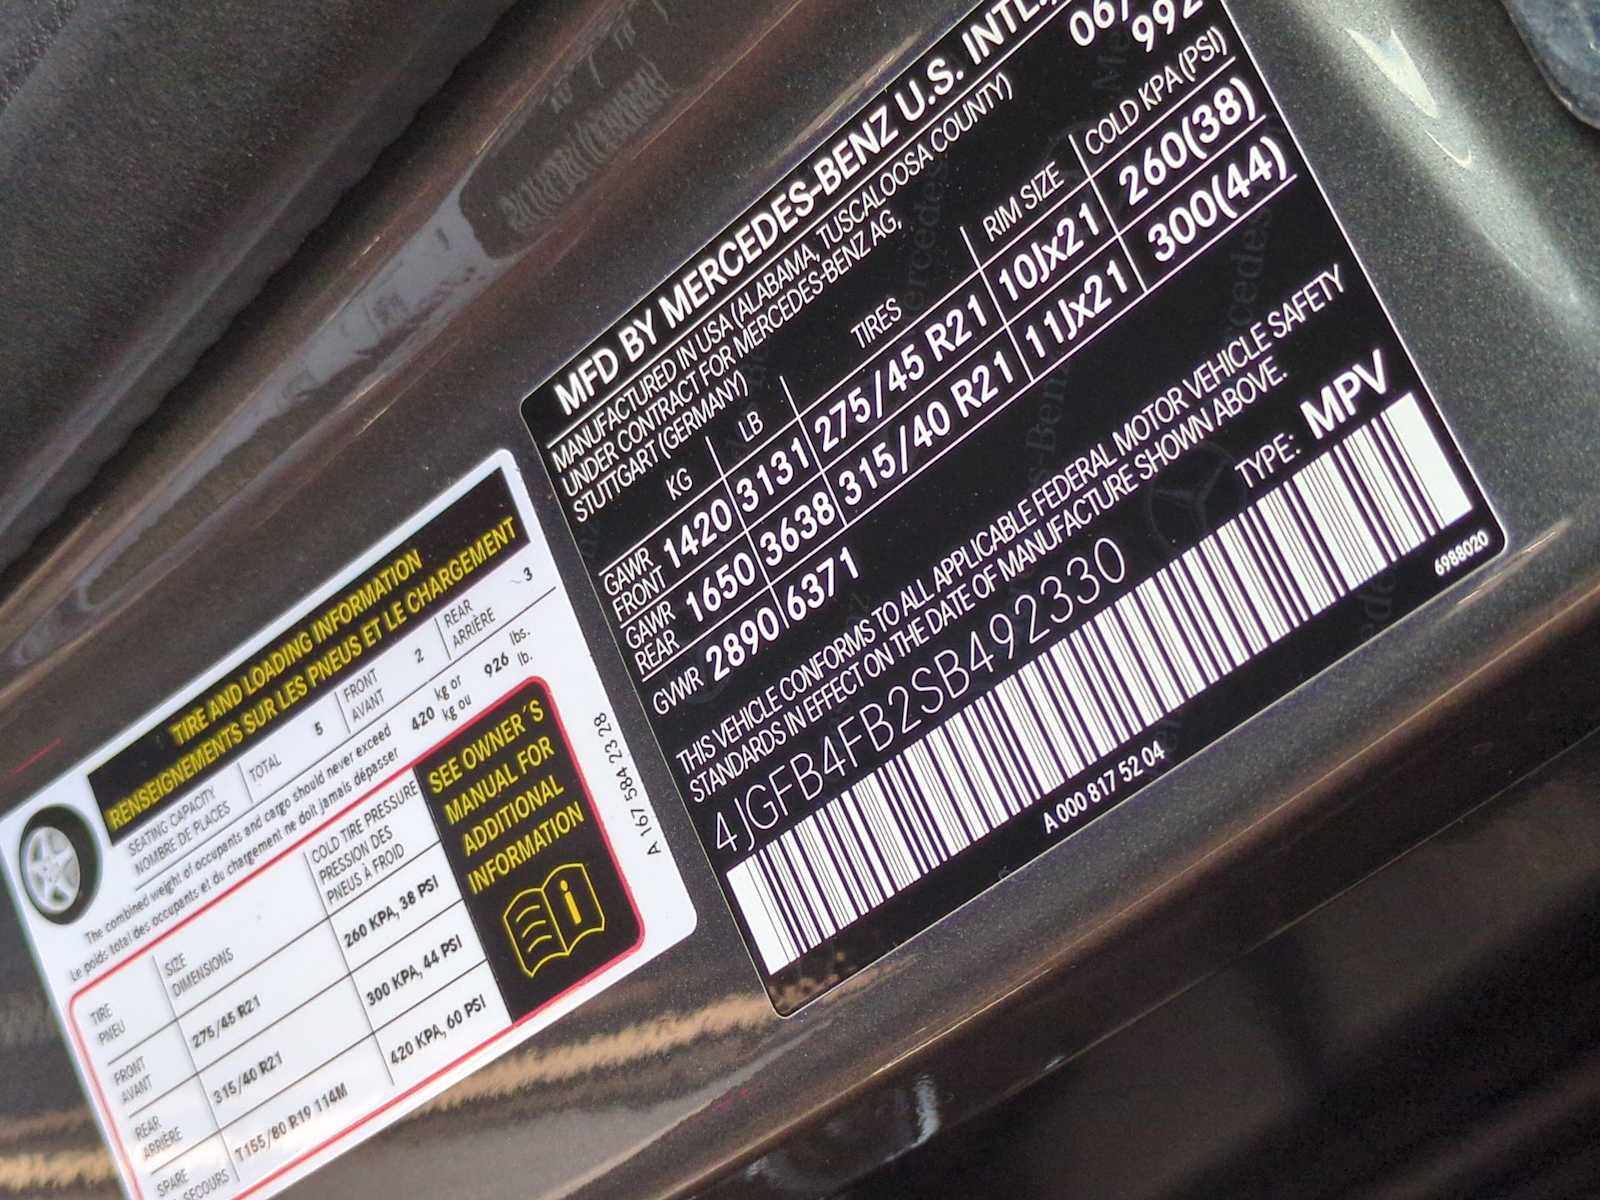 MFD BY MERCEDES-BENZ U.S. INTL,
06/
992
MANUFACTURED IN USA (ALABAMA, TUSCALOOSA COUNTY)
UNDER CONTRACT FOR MERCEDES-BENZ AG,
STUTTGART (GERMANY)
KG LB TIRES RIM SIZE COLD KPA(PSI)
GAWR FRONT 1420 3131 275/45 R21 10Jx21 260(38)
GAWR REAR 1650 3638 315/40 R21 11Jx21 300(44)
GVWR 2890 6371
THIS VEHICLE CONFORMS TO ALL APPLICABLE FEDERAL MOTOR VEHICLE SAFETY
STANDARDS IN EFFECT ON THE DATE OF MANUFACTURE SHOWN ABOVE.
4JGFB4FB2SB492330 TYPE: MPV
A 000 817 52 04
6988020
TIRE AND LOADING INFORMATION
RENSEIGNEMENTS SUR LES PNEUS ET LE CHARGEMENT
SEATING CAPACITY TOTAL 5 FRONT 2 REAR 3
NOMBRE DE PLACES AVANT ARRIÈRE
The combined weight of occupants and cargo should never exceed 420 kg or 926 lbs.
Le poids total des occupants et du chargement ne doit jamais dépasser kg ou lb.
TIRE SIZE COLD TIRE PRESSURE
PNEU DIMENSIONS PRESSION DES
PNEUS À FROID
FRONT 275/45 R21 260 KPA, 38 PSI
AVANT
REAR 315/40 R21 300 KPA, 44 PSI
ARRIÈRE
SPARE T155/80 R19 114M 420 KPA, 60 PSI
SECOURS
SEE OWNER´S
MANUAL FOR
ADDITIONAL
INFORMATION
A 167 584 23 28